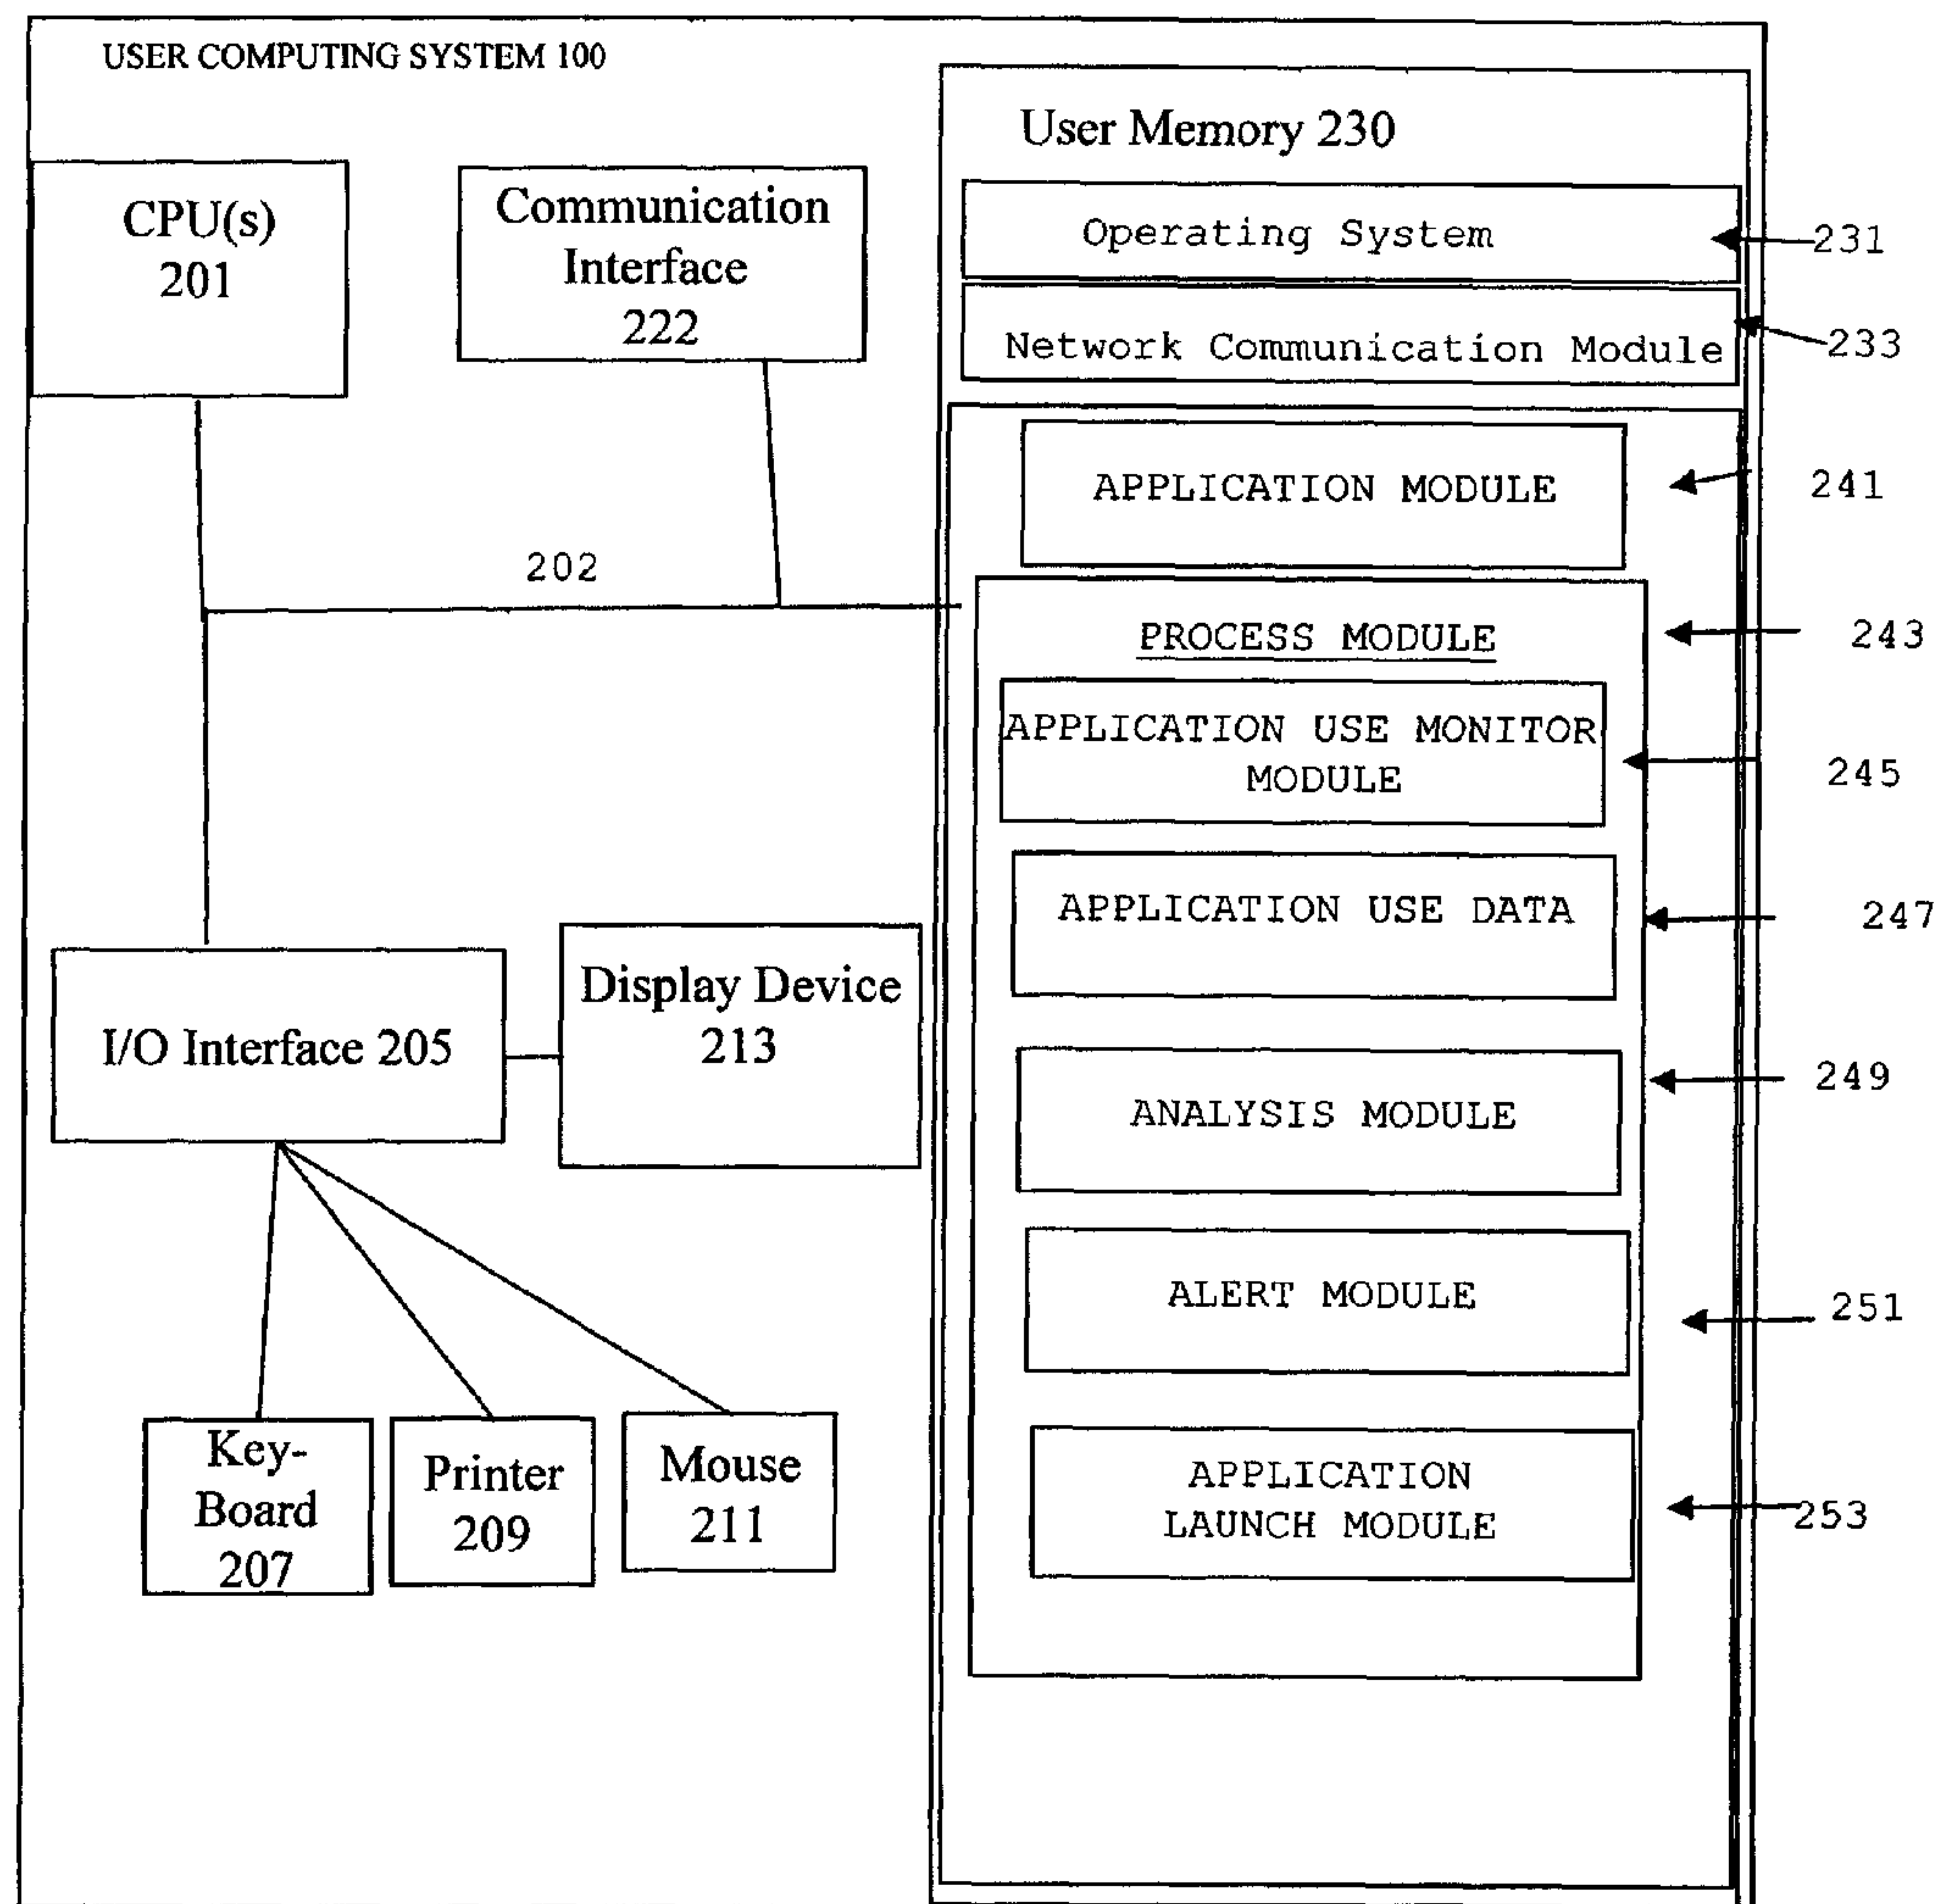 USER COMPUTING SYSTEM 100
User Memory 230
CPU(s)
201
Communication
Interface
222
Operating System
231
Network Communication Module
233
APPLICATION MODULE
241
202
PROCESS MODULE
243
APPLICATION USE MONITOR
MODULE
245
APPLICATION USE DATA
247
I/O Interface 205
Display Device
213
ANALYSIS MODULE
249
ALERT MODULE
251
Key-
Board
207
Printer
209
Mouse
211
APPLICATION
LAUNCH MODULE
253